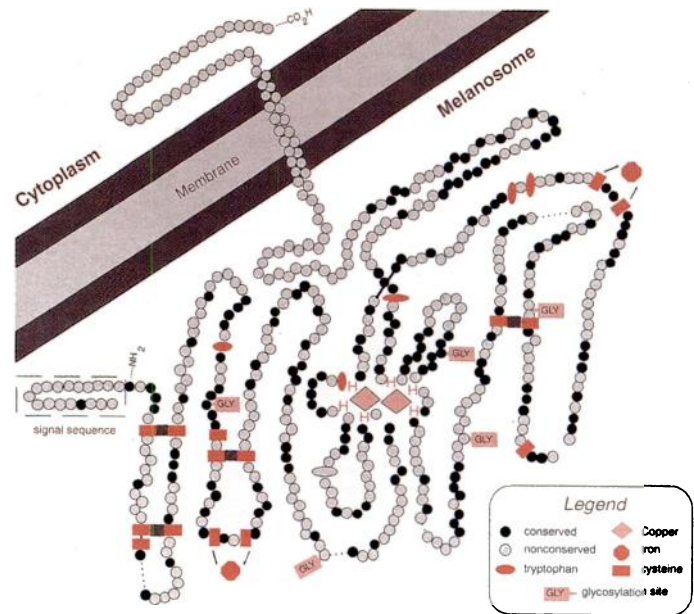 CO₂H
Cytoplasm
Membrane
Melanosome
NH₂
signal sequence
GLY
GLY
GLY
GLY
GLY
H
H
H
H
H
H
Legend
conserved
Copper
nonconserved
Iron
tryptophan
cysteine
GLY
glycosylation site